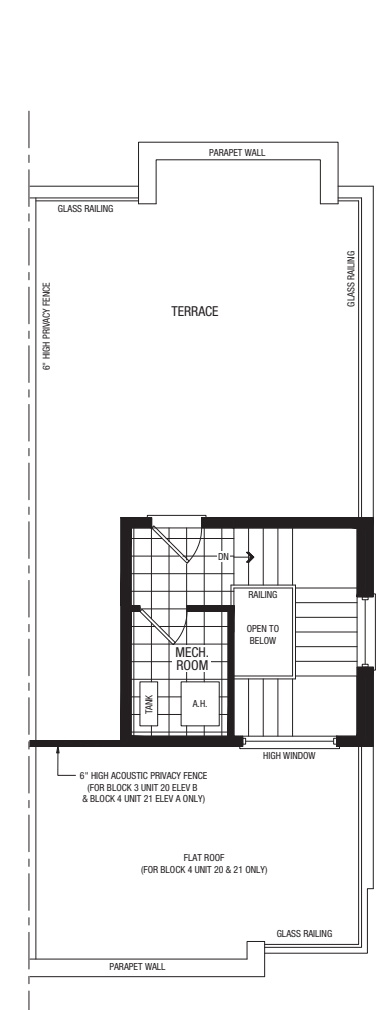 PARAPET WALL
GLASS RAILING
GLASS RAILING
6" HIGH PRIVACY FENCE
TERRACE
DN
RAILING
OPEN TO
BELOW
MECH.
ROOM
TANK
A.H.
HIGH WINDOW
6" HIGH ACOUSTIC PRIVACY FENCE
(FOR BLOCK 3 UNIT 20 ELEV B
& BLOCK 4 UNIT 21 ELEV A ONLY)
FLAT ROOF
(FOR BLOCK 4 UNIT 20 & 21 ONLY)
GLASS RAILING
PARAPET WALL